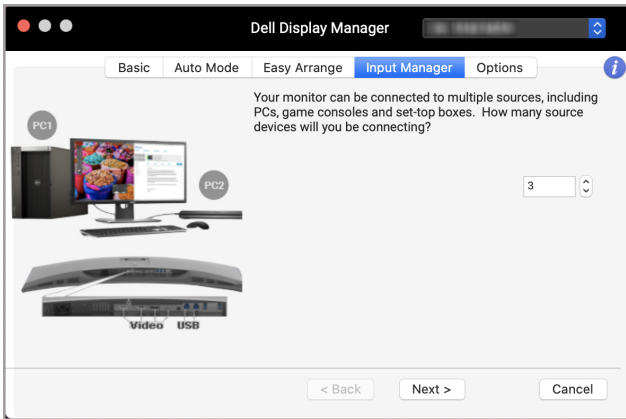 Dell Display Manager
Basic
Auto Mode
Easy Arrange
Input Manager
Options
i
Your monitor can be connected to multiple sources, including
PCs, game consoles and set-top boxes. How many source
devices will you be connecting?
PC1
PC2
3
Video
USB
< Back
Next >
Cancel